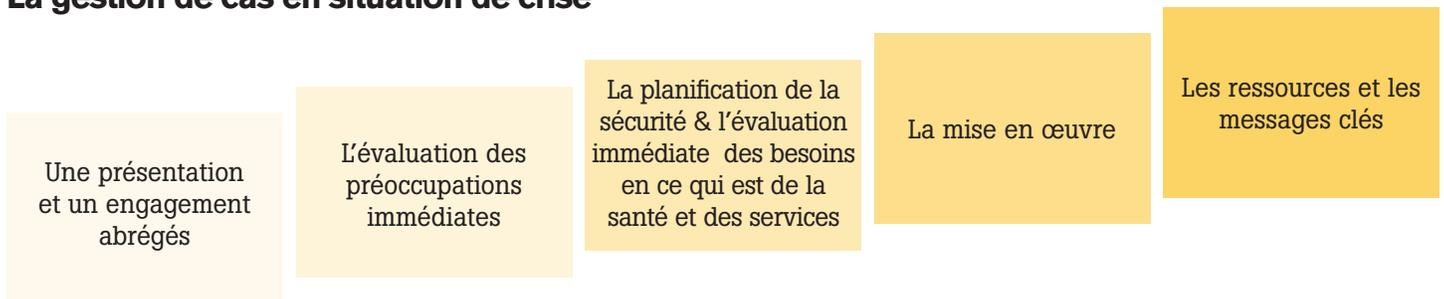 La gestion de cas en situation de crise
Une présentation
et un engagement
abrégés
L'évaluation des
préoccupations
immédiates
La planification de la
sécurité & l'évaluation
immédiate  des besoins
en ce qui est de la
santé et des services
La mise en œuvre
Les ressources et les
messages clés